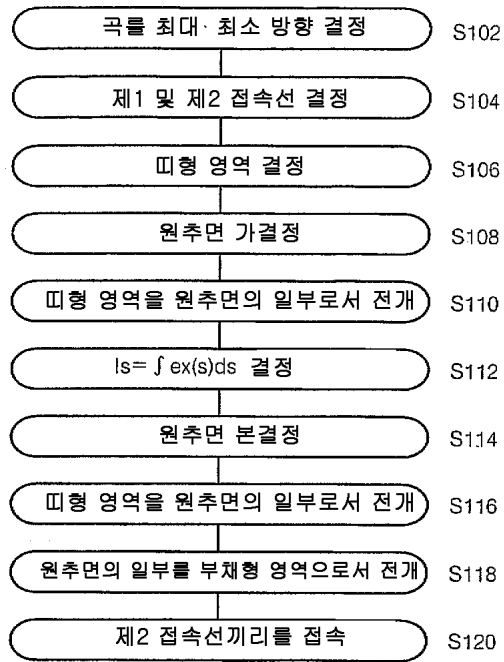 곡률 최대· 최소 방향 결정 S102
제1 및 제2 접속선 결정 S104
띠형 영역 결정 S106
원추면 가결정 S108
띠형 영역을 원추면의 일부로서 전개 S110
Is= ∫ ex(s)ds 결정 S112
원추면 본결정 S114
띠형 영역을 원추면의 일부로서 전개 S116
원추면의 일부를 부채형 영역으로서 전개 S118
제2 접속선끼리를 접속 S120